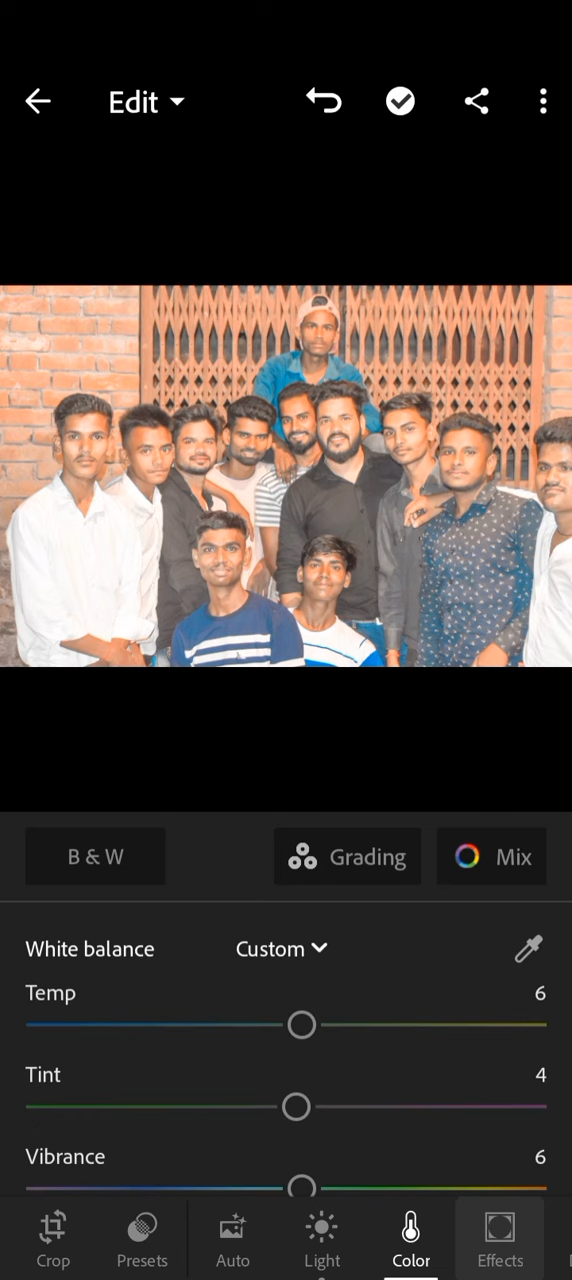 Edit
B & W Grading Mix
White balance Custom
Temp 6
Tint 4
Vibrance 6
Crop Presets Auto Light Color Effects